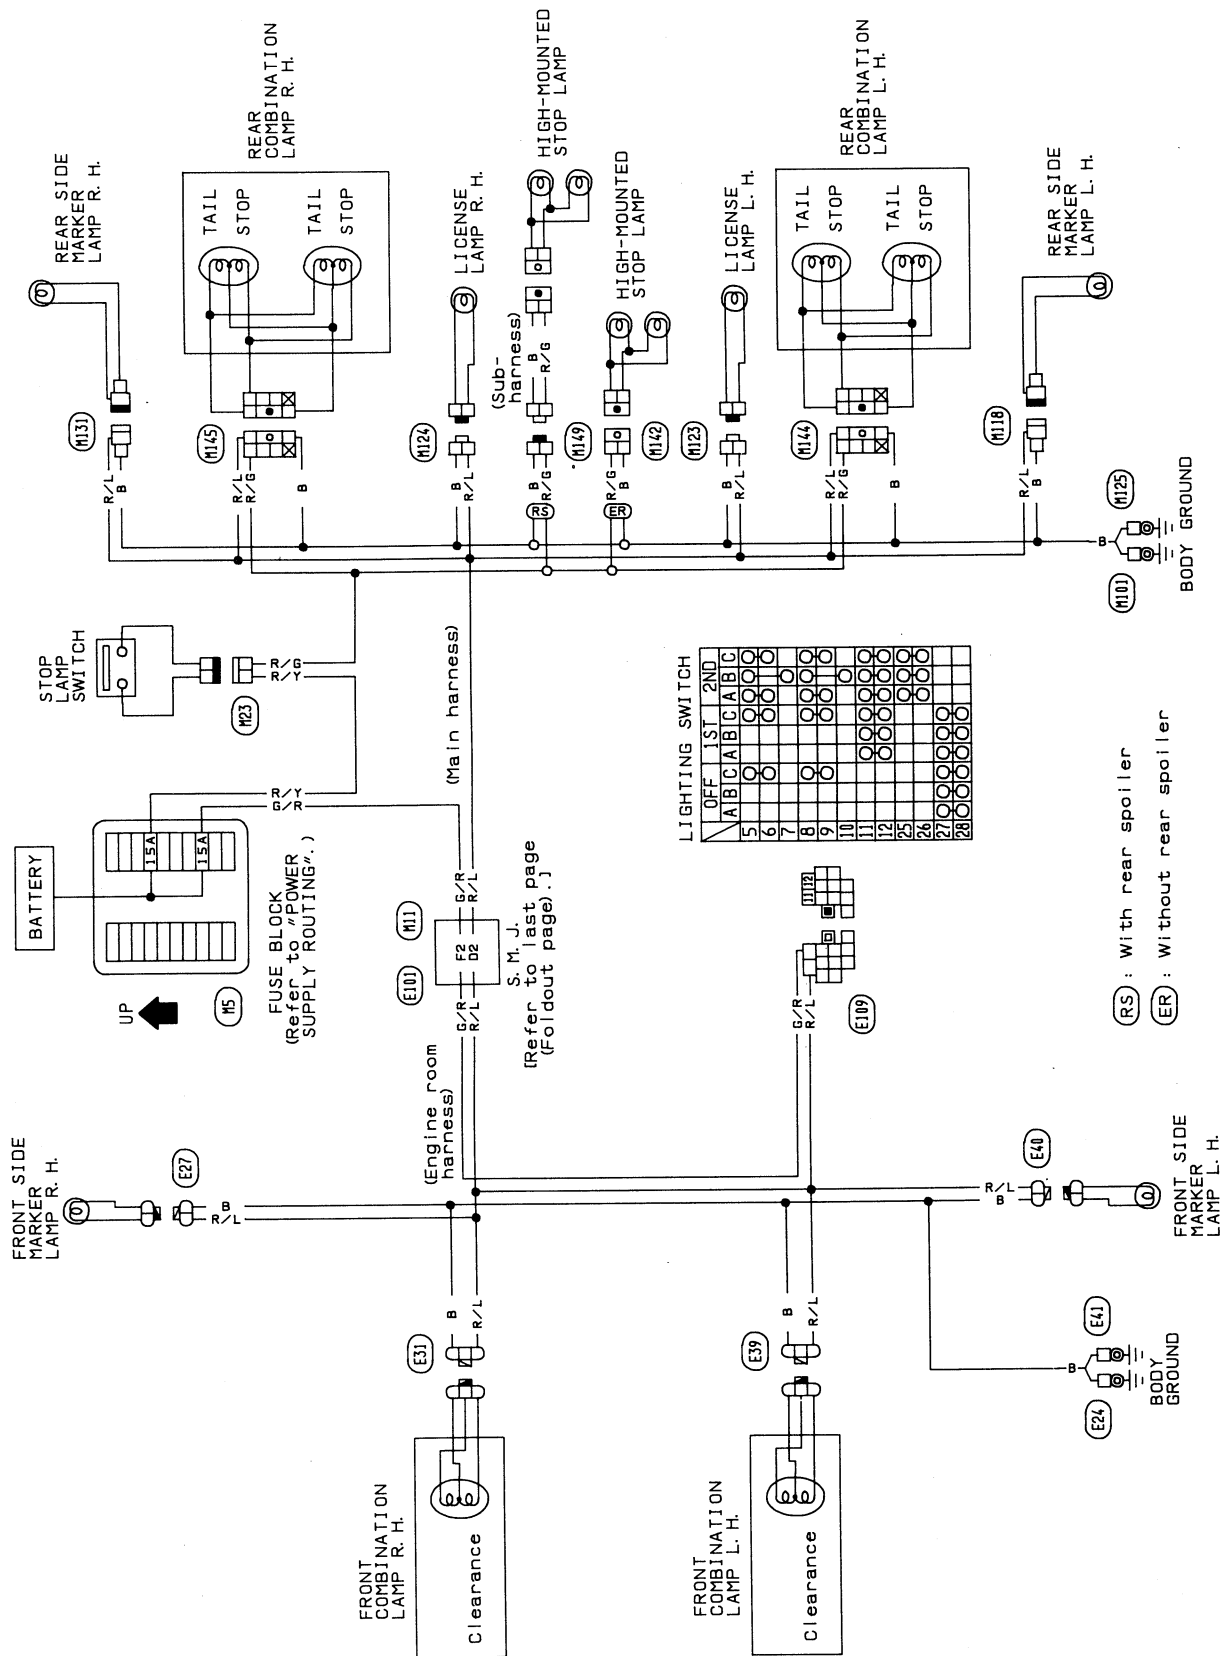 FRONT SIDE
MARKER
LAMP R. H.
E27
B
R/L
FRONT
COMBINATION
LAMP R. H.
Clearance
E31
B
R/L
FRONT
COMBINATION
LAMP L. H.
Clearance
E39
B
R/L
R/L
B
E40
FRONT SIDE
MARKER
LAMP L. H.
B
E24
E41
BODY
GROUND
(Engine room
harness)
G/R
R/L
E101
M11
F2
D2
S. M. J.
[Refer to last page
(Foldout page).]
G/R
R/L
(Main harness)
UP
BATTERY
15A
15A
M5
FUSE BLOCK
(Refer to "POWER
SUPPLY ROUTING".)
R/Y
G/R
STOP
LAMP
SWITCH
M23
R/G
R/Y
G/R
R/L
E109
11 12
LIGHTING SWITCH
OFF 1ST 2ND
A B C A B C A B C
5
6
7
8
9
10
11
12
25
26
27
28
RS : With rear spoiler
ER : Without rear spoiler
REAR SIDE
MARKER
LAMP R. H.
M131
R/L
B
REAR
COMBINATION
LAMP R. H.
TAIL
STOP
TAIL
STOP
M145
R/L
R/G
B
LICENSE
LAMP R. H.
M124
B
R/L
HIGH-MOUNTED
STOP LAMP
(Sub-
harness)
B
R/G
M149
B
R/G
RS
HIGH-MOUNTED
STOP LAMP
M142
R/G
B
ER
LICENSE
LAMP L. H.
M123
B
R/L
REAR
COMBINATION
LAMP L. H.
TAIL
STOP
TAIL
STOP
M144
R/L
R/G
B
REAR SIDE
MARKER
LAMP L. H.
M118
R/L
B
B
M101
M125
BODY GROUND